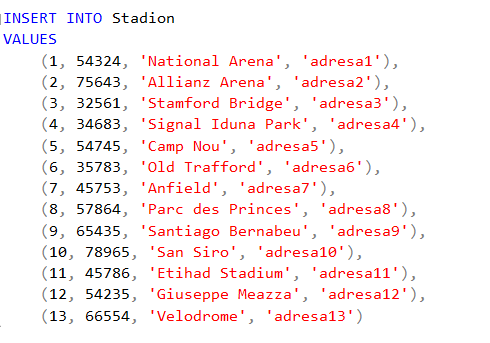 INSERT INTO Stadion
VALUES
(1, 54324, 'National Arena', 'adresa1'),
(2, 75643, 'Allianz Arena', 'adresa2'),
(3, 32561, 'Stamford Bridge', 'adresa3'),
(4, 34683, 'Signal Iduna Park', 'adresa4'),
(5, 54745, 'Camp Nou', 'adresa5'),
(6, 35783, 'Old Trafford', 'adresa6'),
(7, 45753, 'Anfield', 'adresa7'),
(8, 57864, 'Parc des Princes', 'adresa8'),
(9, 65435, 'Santiago Bernabeu', 'adresa9'),
(10, 78965, 'San Siro', 'adresa10'),
(11, 45786, 'Etihad Stadium', 'adresa11'),
(12, 54235, 'Giuseppe Meazza', 'adresa12'),
(13, 66554, 'Velodrome', 'adresa13')